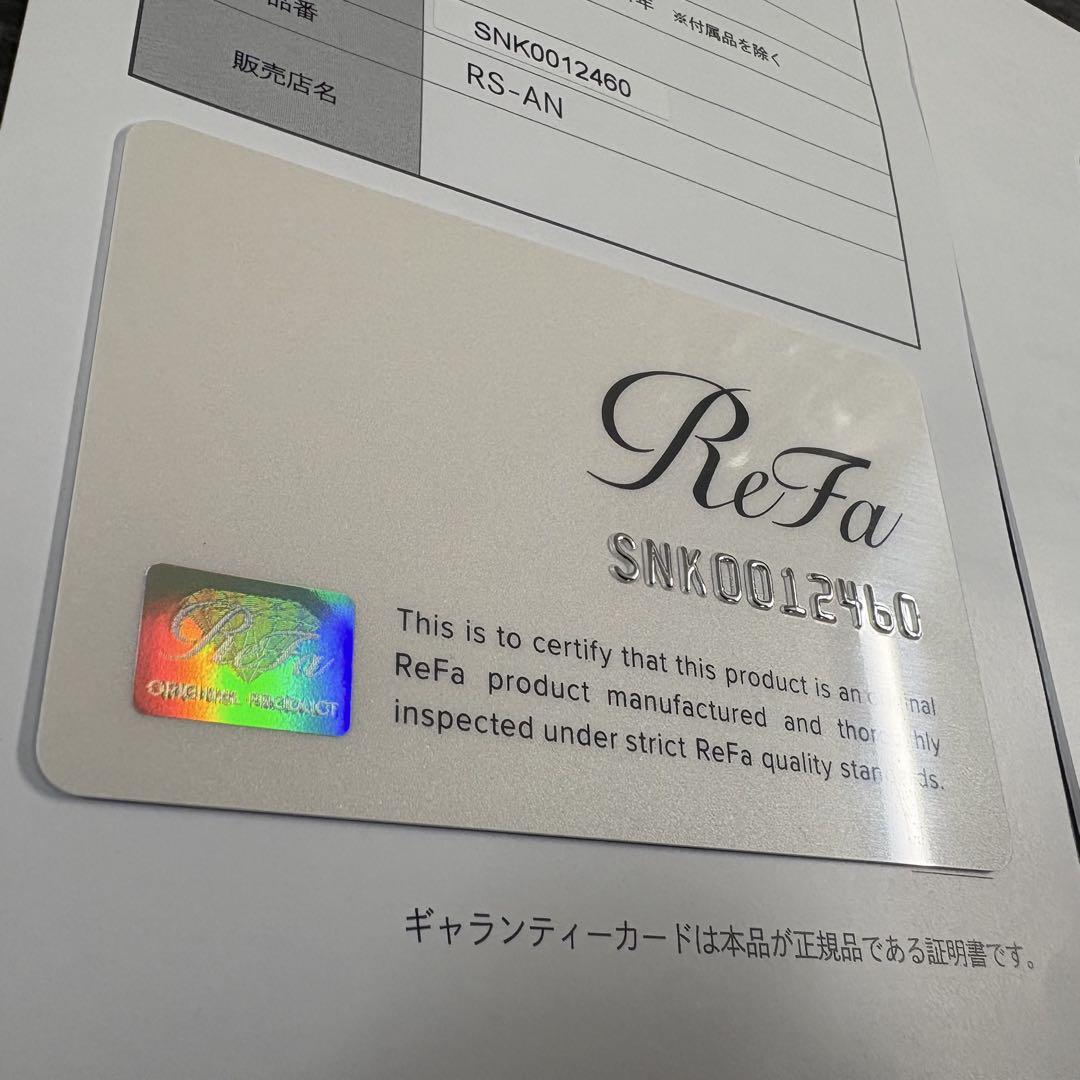 年 ※付属品を除く
品番 SNK0012460
販売店名 RS-AN
ReFa
SNK0012460
ReFa
ORIGINAL PRODUCT
This is to certify that this product is an original
ReFa product manufactured and thoroughly
inspected under strict ReFa quality standards.
ギャランティーカードは本品が正規品である証明書です。